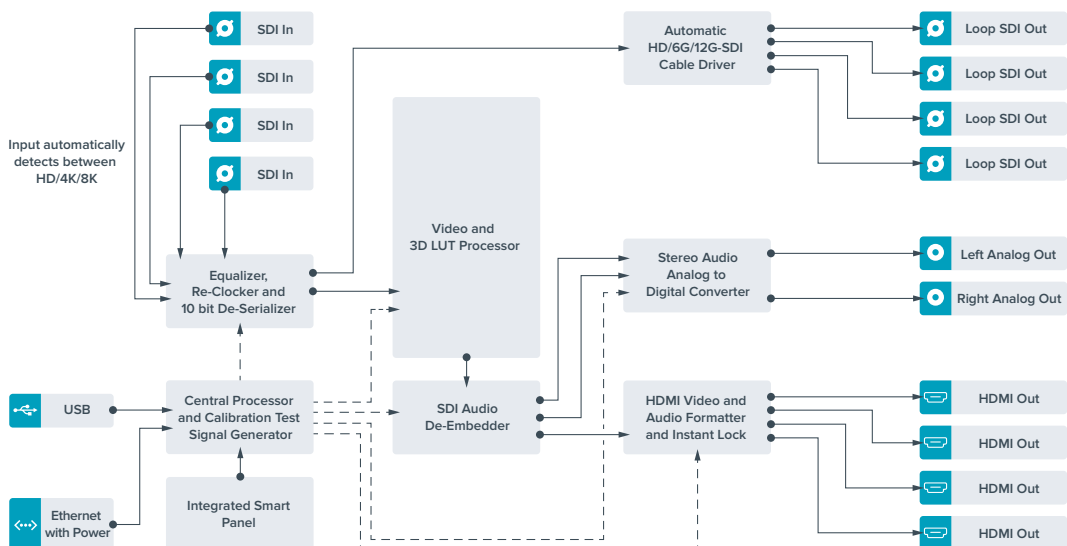 SDI In
SDI In
SDI In
SDI In
Input automatically
detects between
HD/4K/8K
Automatic
HD/6G/12G-SDI
Cable Driver
Loop SDI Out
Loop SDI Out
Loop SDI Out
Loop SDI Out
Video and
3D LUT Processor
Equalizer,
Re-Clocker and
10 bit De-Serializer
Stereo Audio
Analog to
Digital Converter
Left Analog Out
Right Analog Out
USB
Central Processor
and Calibration Test
Signal Generator
SDI Audio
De-Embedder
HDMI Video and
Audio Formatter
and Instant Lock
HDMI Out
HDMI Out
HDMI Out
HDMI Out
Ethernet
with Power
Integrated Smart
Panel